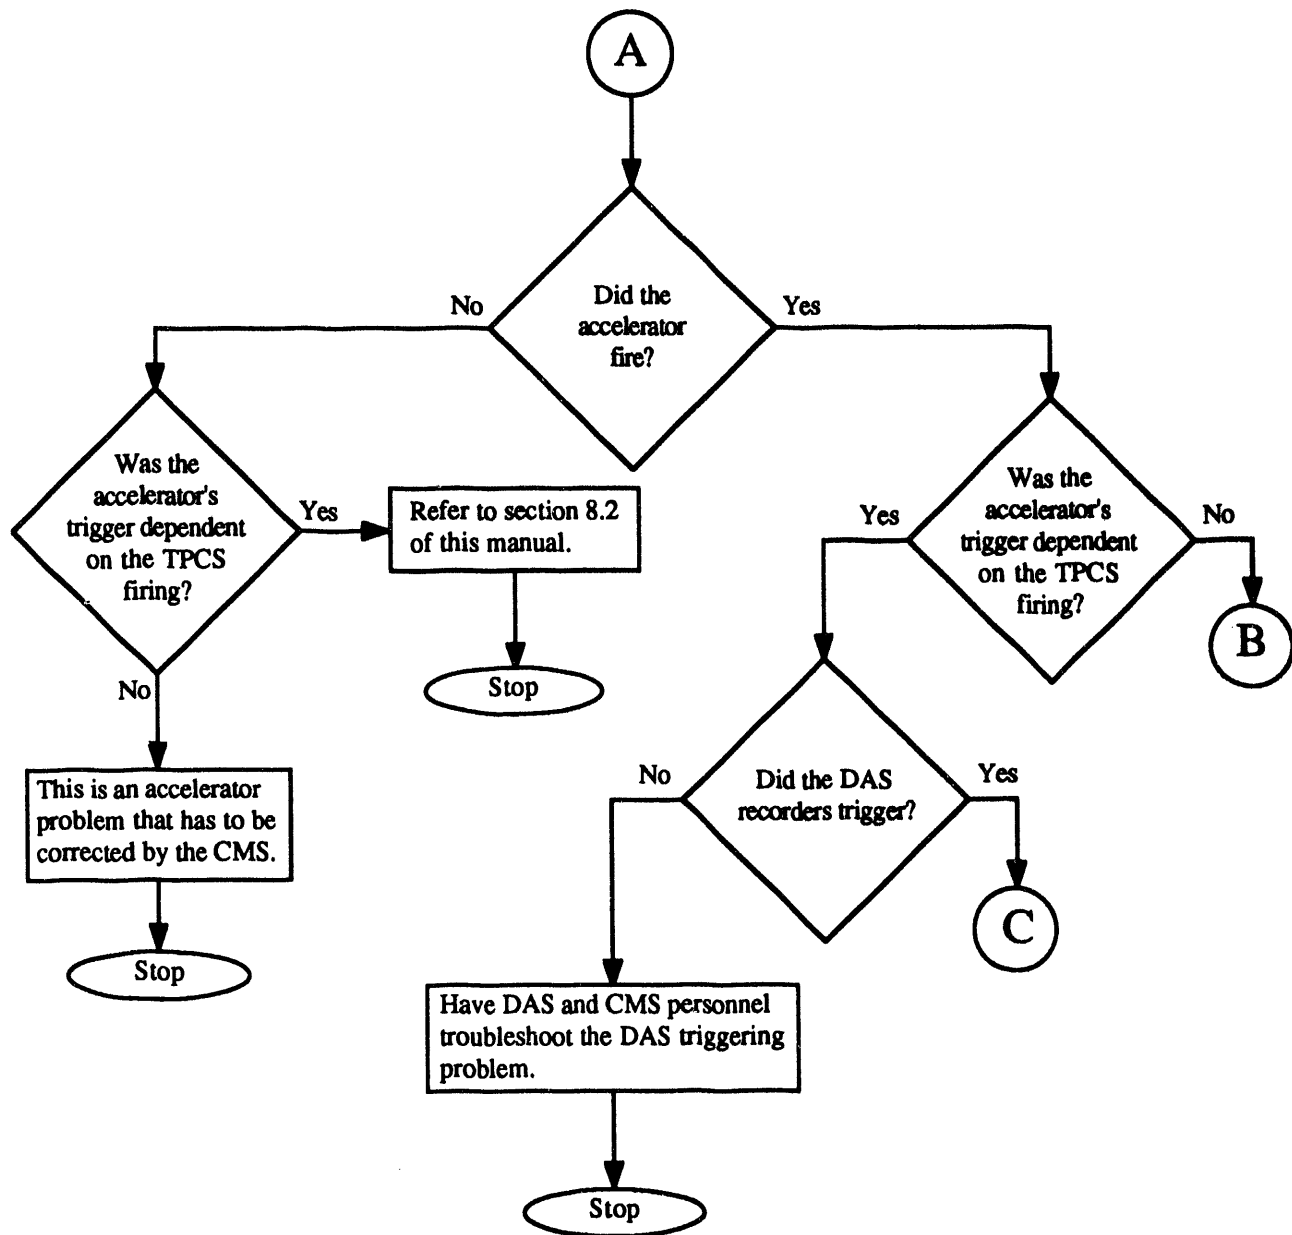 A
Did the
accelerator
fire?
No
Yes
Was the
accelerator's
trigger dependent
on the TPCS
firing?
Yes
Refer to section 8.2
of this manual.
Stop
No
This is an accelerator
problem that has to be
corrected by the CMS.
Stop
Was the
accelerator's
trigger dependent
on the TPCS
firing?
Yes
No
B
Did the DAS
recorders trigger?
No
Yes
C
Have DAS and CMS personnel
troubleshoot the DAS triggering
problem.
Stop